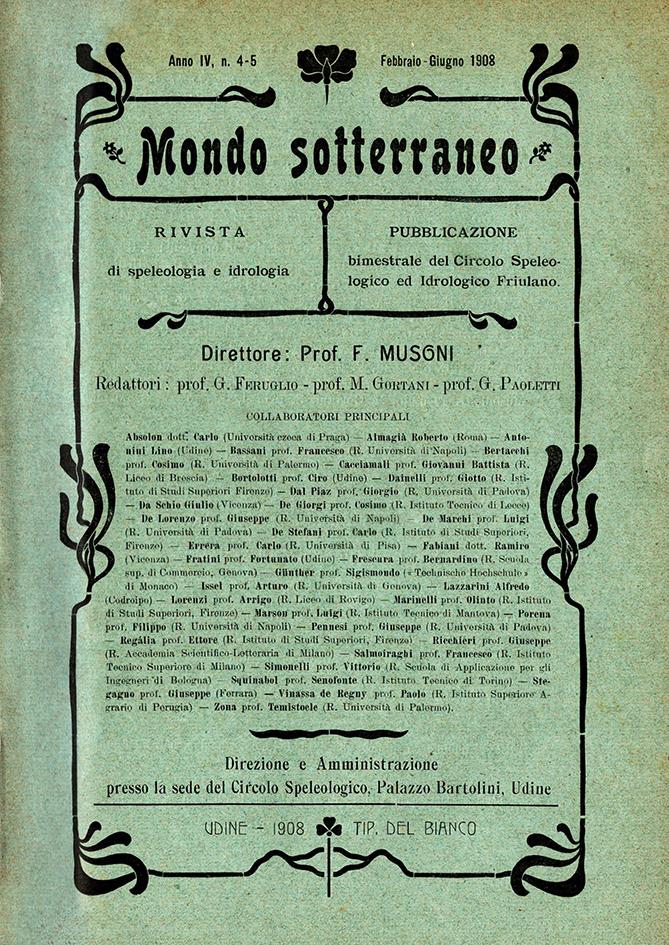 Anno IV, n. 4-5
Febbraio-Giugno 1908
Mondo sotterraneo
RIVISTA
di speleologia e idrologia
PUBBLICAZIONE
bimestrale del Circolo Speleo-
logico ed Idrologico Friulano.
Direttore: Prof. F. MUSONI
Redattori: prof. G. FERUGLIO - prof. M. GORTANI - prof. G. PAOLETTI
COLLABORATORI PRINCIPALI
Absolon dott. Carlo (Università czeca di Praga) — Almagià Roberto (Roma) — Anto-
nini Lino (Udine) — Bassani prof. Francesco (R. Università di Napoli) — Bertacchi
prof. Cosimo (R. Università di Palermo) — Cacciamali prof. Giovanni Battista (R.
Liceo di Brescia) — Bortolotti prof. Ciro (Udine) — Dainelli prof. Giotto (R. Isti-
tuto di Studi Superiori Firenze) — Dal Piaz prof. Giorgio (R. Università di Padova)
— Da Schio Giulio (Vicenza) — De Giorgi prof. Cosimo (R. Istituto Tecnico di Lecce)
— De Lorenzo prof. Giuseppe (R. Università di Napoli) — De Marchi prof. Luigi
(R. Università di Padova) — De Stefani prof. Carlo (R. Istituto di Studi Superiori,
Firenze) — Errera prof. Carlo (R. Università di Pisa) — Fabiani dott. Ramiro
(Vicenza) — Fratini prof. Fortunato (Udine) — Frescura prof. Bernardino (R. Scuola
sup. di Commercio, Genova) — Günther prof. Sigismondo («Technische Hochschule»
di Monaco) — Issel prof. Arturo (R. Università di Genova) — Lazzarini Alfredo
(Codroipo) — Lorenzi prof. Arrigo (R. Liceo di Rovigo) — Marinelli prof. Olinto (R. Istituto
di Studi Superiori, Firenze) — Marson prof. Luigi (R. Istituto Tecnico di Mantova) — Porena
prof. Filippo (R. Università di Napoli) — Pennesi prof. Giuseppe (R. Università di Padova)
— Regàlia prof. Ettore (R. Istituto di Studi Superiori, Firenze) — Ricchièri prof. Giuseppe
(R. Accademia Scientifico-Letteraria di Milano) — Salmoiraghi prof. Francesco (R. Istituto
Tecnico Superiore di Milano) — Simonelli prof. Vittorio (R. Scuola di Applicazione per gli
Ingegneri di Bologna) — Squinabol prof. Senofonte (R. Istituto Tecnico di Torino) — Ste-
gagno prof. Giuseppe (Ferrara) — Vinassa de Regny prof. Paolo (R. Istituto Superiore A-
grario di Perugia) — Zona prof. Temistocle (R. Università di Palermo).
Direzione e Amministrazione
presso la sede del Circolo Speleologico, Palazzo Bartolini, Udine
UDINE — 1908 TIP. DEL BIANCO